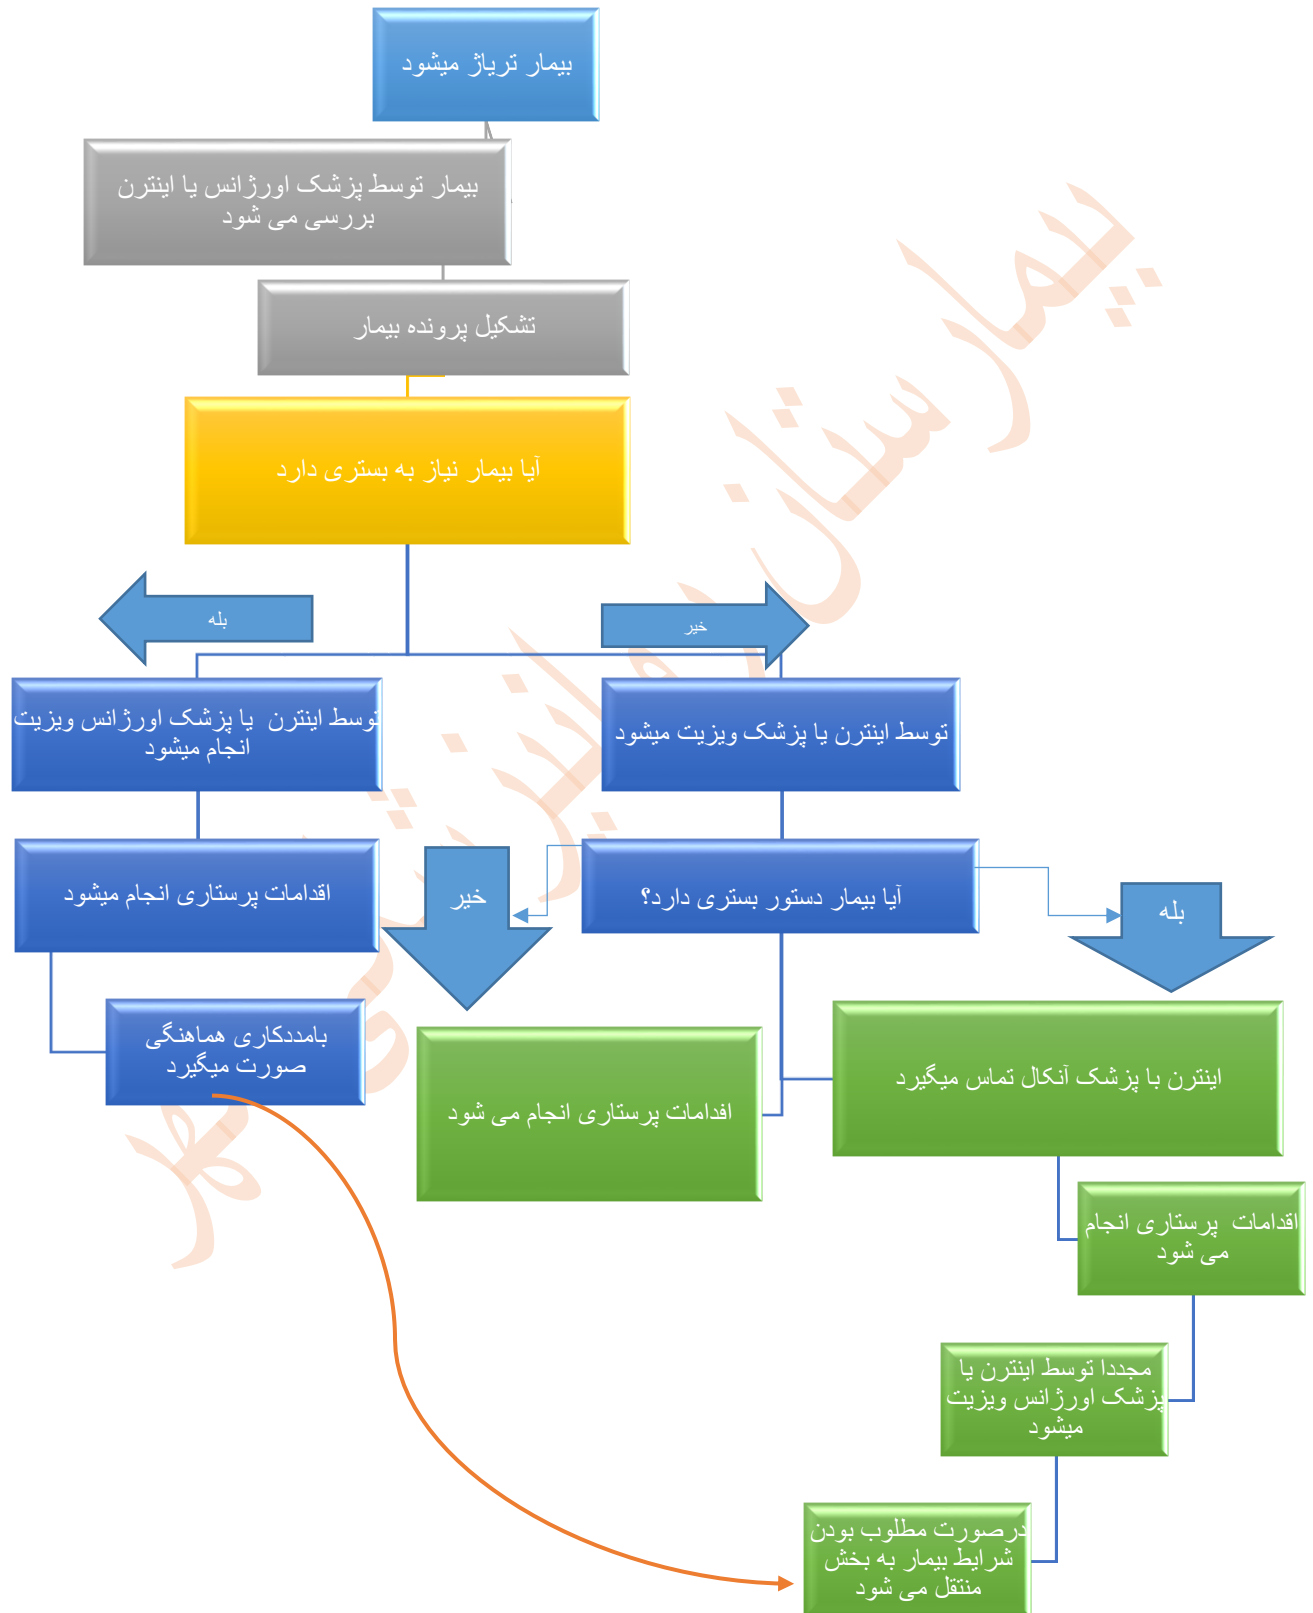 بیمار تریاژ میشود
بیمار توسط پزشک اورژانس یا اینترن
بررسی می شود
تشکیل پرونده بیمار
آیا بیمار نیاز به بستری دارد
بله
خیر
توسط اینترن یا پزشک ویزیت میشود
توسط اینترن  یا پزشک اورژانس ویزیت
انجام میشود
آیا بیمار دستور بستری دارد؟
اقدامات پرستاری انجام میشود
خیر
بله
بامددکاری هماهنگی
صورت میگیرد
اینترن با پزشک آنکال تماس میگیرد
افدامات پرستاری انجام می شود
اقدامات  پرستاری انجام
می شود
مجددا توسط اینترن یا
پزشک اورژانس ویزیت
میشود
درصورت مطلوب بودن
شرایط بیمار به بخش
منتقل می شود
بیمارستان